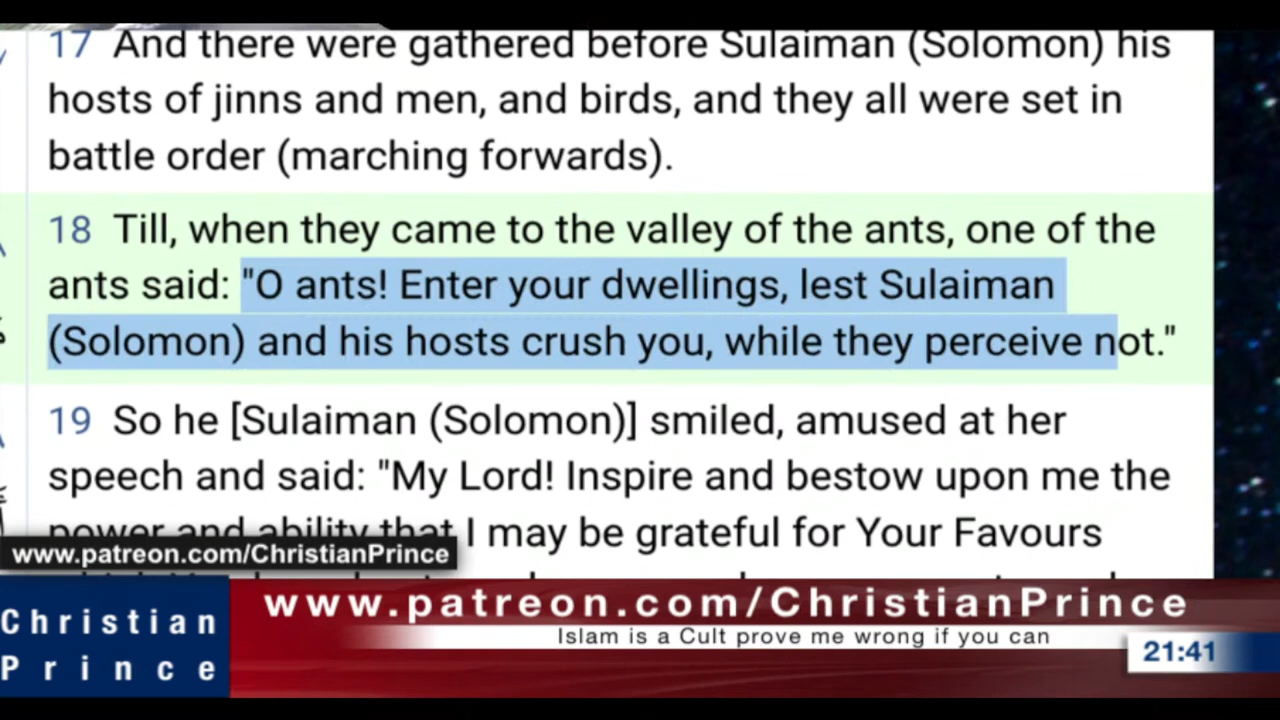 17 And there were gathered before Sulaiman (Solomon) his
hosts of jinns and men, and birds, and they all were set in
battle order (marching forwards).
18 Till, when they came to the valley of the ants, one of the
ants said: "O ants! Enter your dwellings, lest Sulaiman
(Solomon) and his hosts crush you, while they perceive not."
19 So he [Sulaiman (Solomon)] smiled, amused at her
speech and said: "My Lord! Inspire and bestow upon me the
power and ability that I may be grateful for Your Favours
www.patreon.com/ChristianPrince
Christian
Prince
www.patreon.com/ChristianPrince
Islam is a Cult prove me wrong if you can
21:41